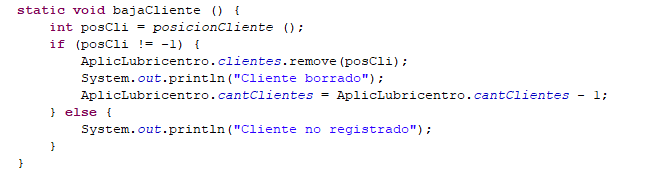 static void bajaCliente () {
    int posCli = posicionCliente ();
    if (posCli != -1) {
        AplicLubricentro.clientes.remove(posCli);
        System.out.println("Cliente borrado");
        AplicLubricentro.cantClientes = AplicLubricentro.cantClientes - 1;
    } else {
        System.out.println("Cliente no registrado");
    }
}